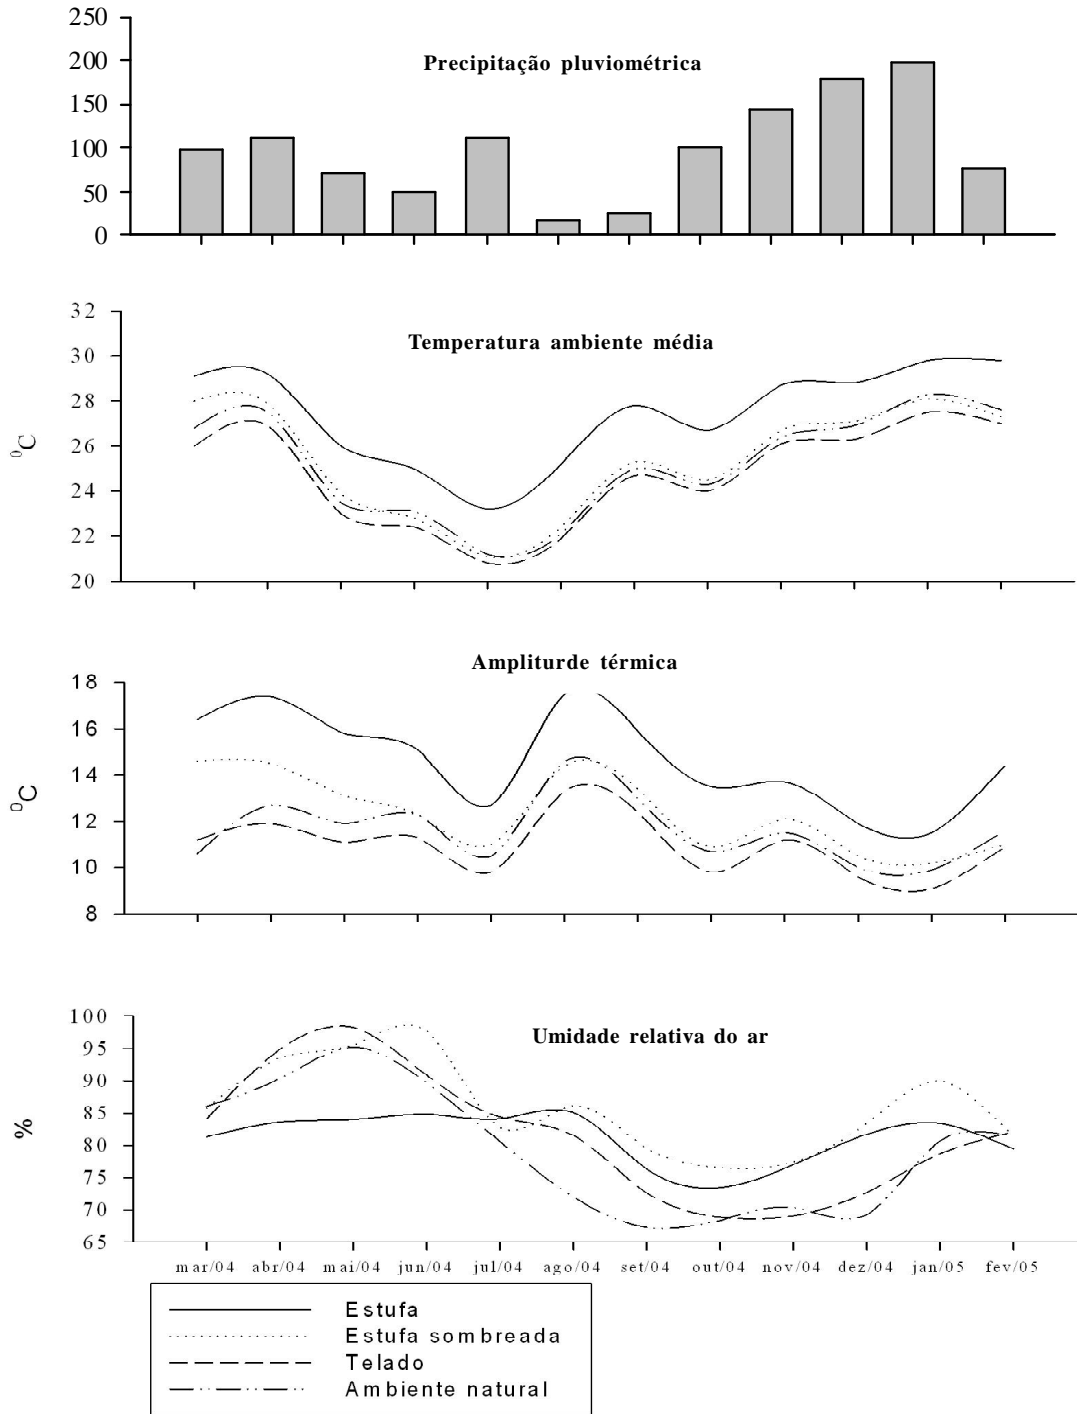 250
Precipitação pluviométrica
200
150
100
50
0
32
Temperatura ambiente média
30
28
26
⁰C
24
22
20
Ampliturde térmica
18
16
14
⁰C
12
10
8
100
Umidade relativa do ar
95
90
85
%
80
75
70
65
mar/04 abr/04 mai/04 jun/04 jul/04 ago/04 set/04 out/04 nov/04 dez/04 jan/05 fev/05
Estufa
Estufa sombreada
Telado
Ambiente natural